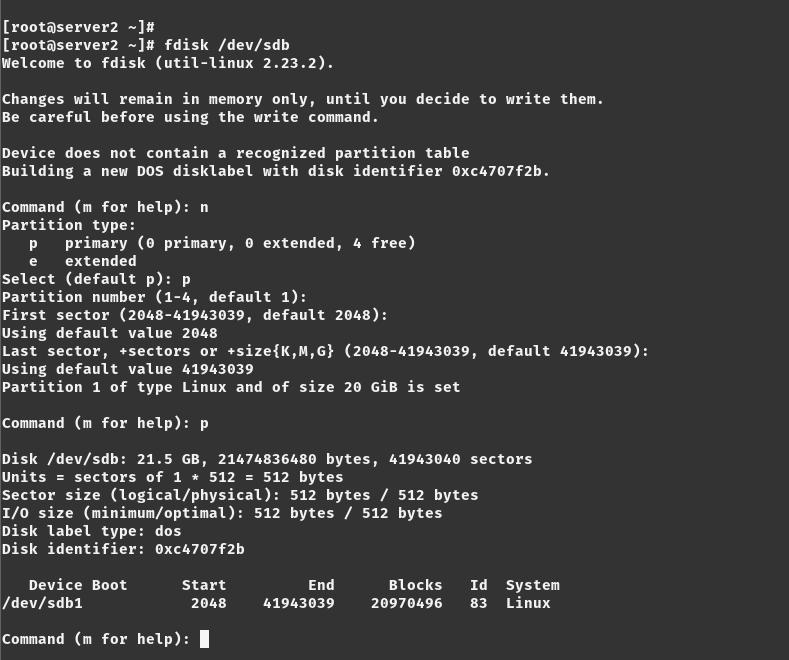 [root@server2 ~]#
[root@server2 ~]# fdisk /dev/sdb
Welcome to fdisk (util-linux 2.23.2).

Changes will remain in memory only, until you decide to write them.
Be careful before using the write command.

Device does not contain a recognized partition table
Building a new DOS disklabel with disk identifier 0xc4707f2b.

Command (m for help): n
Partition type:
   p   primary (0 primary, 0 extended, 4 free)
   e   extended
Select (default p): p
Partition number (1-4, default 1):
First sector (2048-41943039, default 2048):
Using default value 2048
Last sector, +sectors or +size{K,M,G} (2048-41943039, default 41943039):
Using default value 41943039
Partition 1 of type Linux and of size 20 GiB is set

Command (m for help): p

Disk /dev/sdb: 21.5 GB, 21474836480 bytes, 41943040 sectors
Units = sectors of 1 * 512 = 512 bytes
Sector size (logical/physical): 512 bytes / 512 bytes
I/O size (minimum/optimal): 512 bytes / 512 bytes
Disk label type: dos
Disk identifier: 0xc4707f2b

   Device Boot      Start         End      Blocks   Id  System
/dev/sdb1            2048    41943039    20970496   83  Linux

Command (m for help):